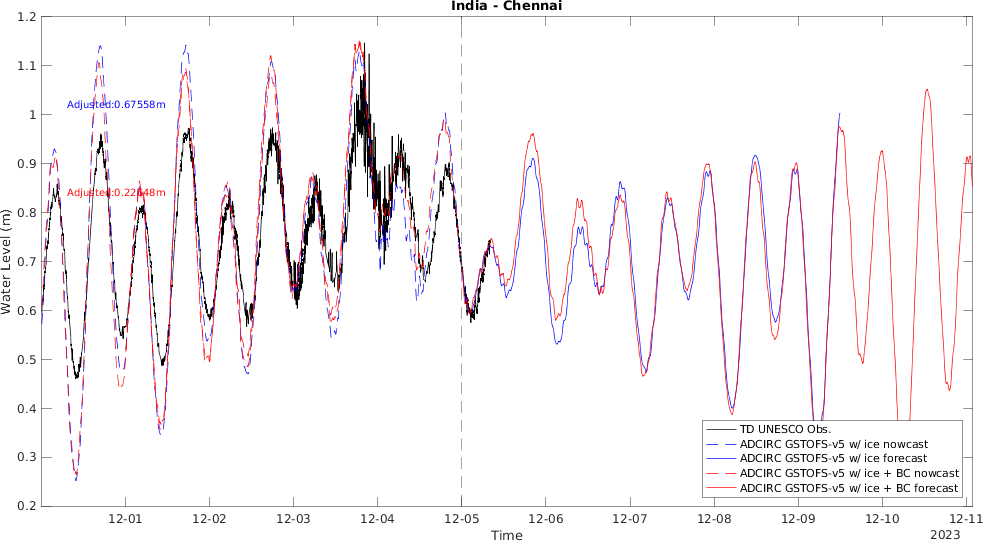 India - Chennai
1.2
1.1
1
0.9
0.8
0.7
0.6
0.5
0.4
0.3
0.2
Water Level (m)
Adjusted:0.67558m
TD UNESCO Obs.
ADCIRC GSTOFS-v5 w/ ice nowcast
ADCIRC GSTOFS-v5 w/ ice forecast
ADCIRC GSTOFS-v5 w/ ice + BC nowcast
ADCIRC GSTOFS-v5 w/ ice + BC forecast
12-01 12-02 12-03 12-04 12-05 12-06 12-07 12-08 12-09 12-10 12-11
Time
2023